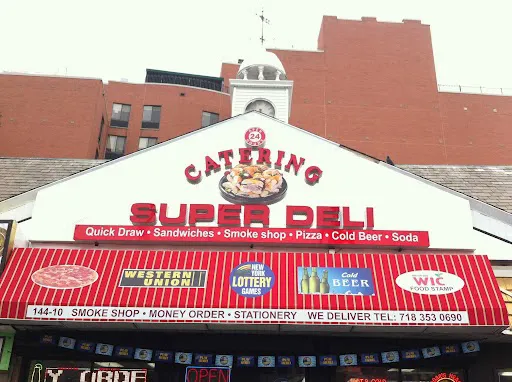 OPEN
24
CATERING
SUPER DELI
Quick Draw • Sandwiches • Smoke shop • Pizza • Cold Beer • Soda
WESTERN
UNION
NEW
YORK
LOTTERY
GAMES
Cold
BEER
WIC
FOOD STAMP
144-10 SMOKE SHOP • MONEY ORDER • STATIONERY WE DELIVER TEL: 718 353 0690
OPEN